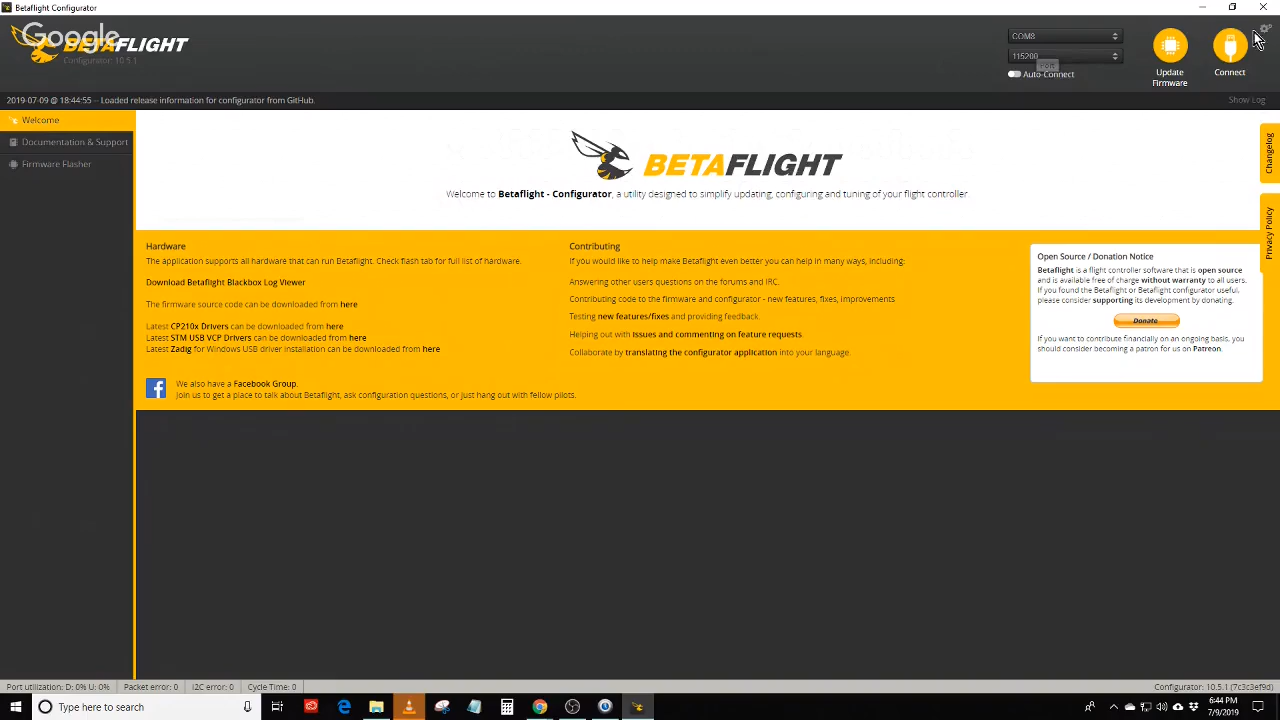 Betaflight Configurator
Google
BETAFLIGHT
Configurator: 10.5.1
COM8
115200
Port
Auto-Connect
Update
Firmware
Connect
2019-07-09 @ 18:44:55 -- Loaded release information for configurator from GitHub.
Show Log
Welcome
Documentation & Support
Firmware Flasher
BETAFLIGHT
Welcome to Betaflight - Configurator, a utility designed to simplify updating, configuring and tuning of your flight controller.
Changelog
Privacy Policy
Hardware
The application supports all hardware that can run Betaflight. Check flash tab for full list of hardware.
Download Betaflight Blackbox Log Viewer
The firmware source code can be downloaded from here
Latest CP210x Drivers can be downloaded from here
Latest STM USB VCP Drivers can be downloaded from here
Latest Zadig for Windows USB driver installation can be downloaded from here
We also have a Facebook Group.
Join us to get a place to talk about Betaflight, ask configuration questions, or just hang out with fellow pilots.
Contributing
If you would like to help make Betaflight even better you can help in many ways, including:
Answering other users questions on the forums and IRC.
Contributing code to the firmware and configurator - new features, fixes, improvements
Testing new features/fixes and providing feedback.
Helping out with issues and commenting on feature requests.
Collaborate by translating the configurator application into your language.
Open Source / Donation Notice
Betaflight is a flight controller software that is open source
and is available free of charge without warranty to all users.
If you found the Betaflight or Betaflight configurator useful,
please consider supporting its development by donating.
Donate
If you want to contribute financially on an ongoing basis, you
should consider becoming a patron for us on Patreon.
Port utilization: D: 0% U: 0%
Packet error: 0
I2C error: 0
Cycle Time: 0
Configurator: 10.5.1 (7c3c3ef9d)
Type here to search
6:44 PM
7/9/2019